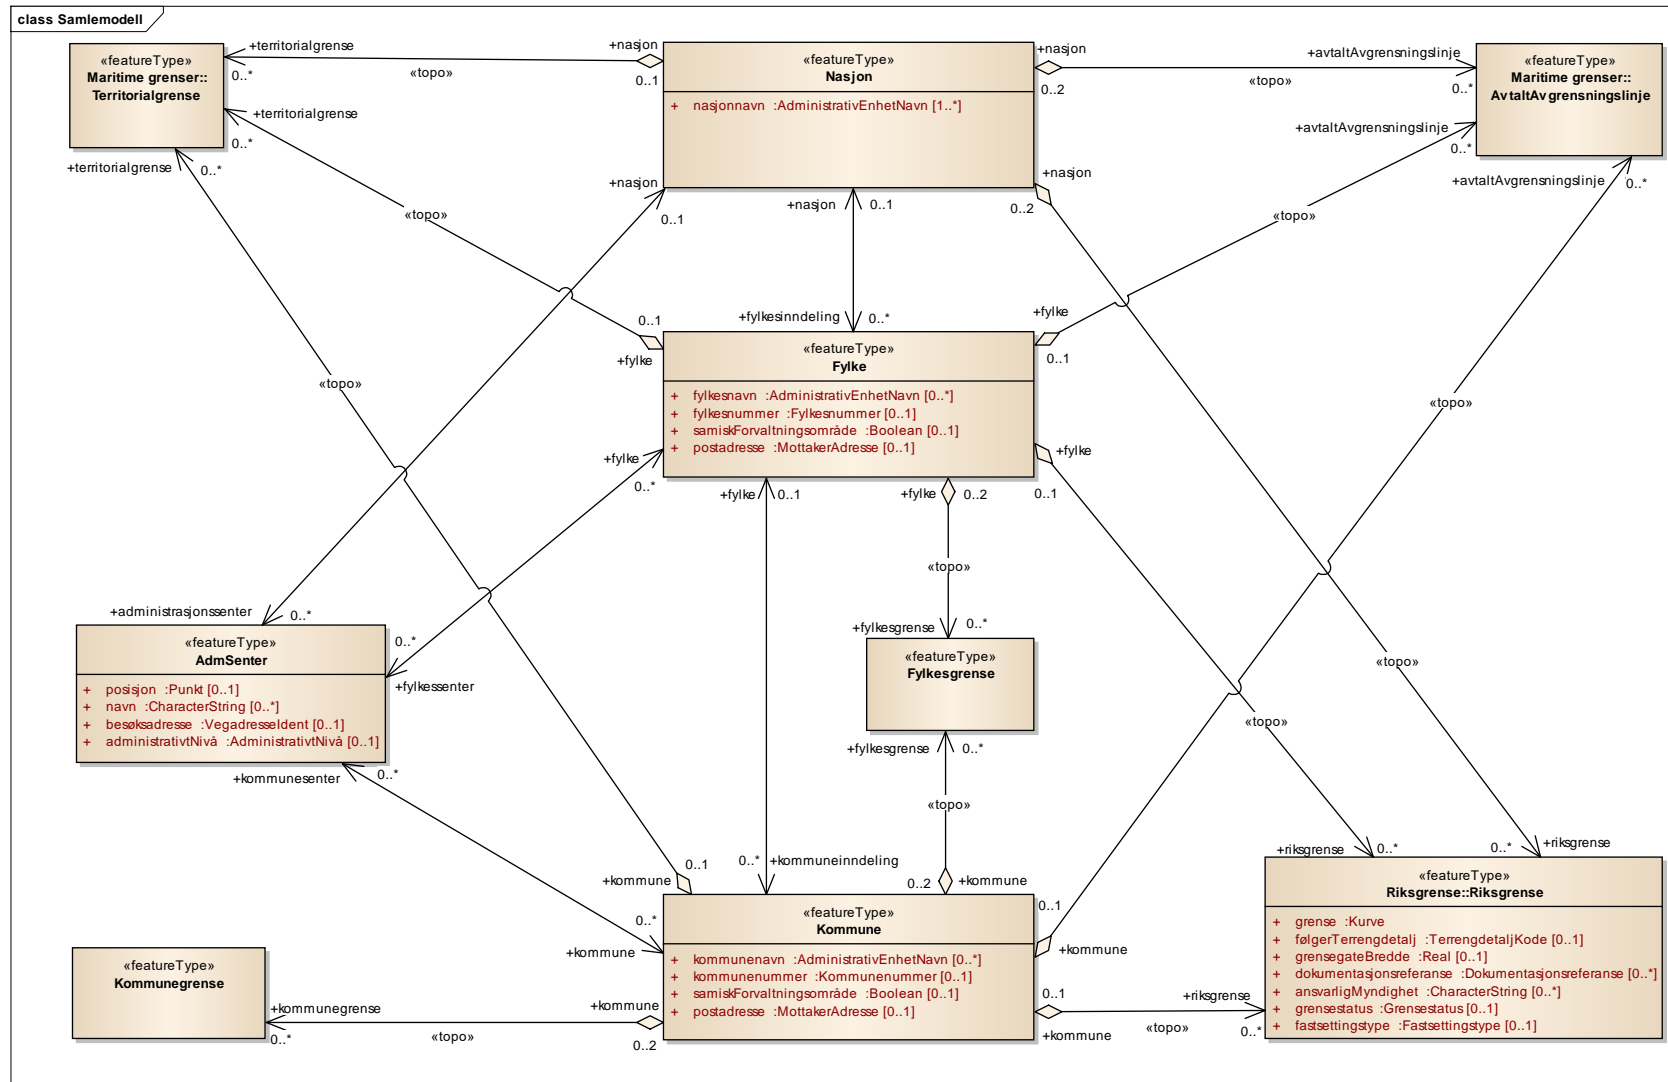 class Samlemodell
«featureType»
Maritime grenser::
Territorialgrense
+territorialgrense
0..*
«topo»
+nasjon
0..1
«featureType»
Nasjon
+ nasjonnavn :AdministrativEnhetNavn [1..*]
+nasjon
0..2
«topo»
+avtaltAvgrensningslinje
0..*
«featureType»
Maritime grenser::
AvtaltAvgrensningslinje
+territorialgrense
0..*
+territorialgrense
0..*
+avtaltAvgrensningslinje
0..*
+avtaltAvgrensningslinje
0..*
+nasjon
0..1
+nasjon
0..1
+nasjon
0..2
«topo»
«topo»
+fylkesinndeling
0..*
0..1
+fylke
+fylke
0..1
«topo»
«topo»
«featureType»
Fylke
+ fylkesnavn :AdministrativEnhetNavn [0..*]
+ fylkesnummer :Fylkesnummer [0..1]
+ samiskForvaltningsområde :Boolean [0..1]
+ postadresse :MottakerAdresse [0..1]
+fylke
0..*
+fylke
0..1
+fylke
0..2
+fylke
0..1
«topo»
+fylkesgrense
0..*
«featureType»
Fylkesgrense
+fylkesgrense
0..*
«topo»
«topo»
«topo»
+administrasjonssenter
0..*
«featureType»
AdmSenter
+ posisjon :Punkt [0..1]
+ navn :CharacterString [0..*]
+ besøksadresse :VegadresseIdent [0..1]
+ administrativtNivå :AdministrativtNivå [0..1]
0..*
+fylkessenter
+kommunesenter
0..*
0..1
+kommune
0..*
+kommuneinndeling
0..2
+kommune
0..*
+kommune
0..1
+kommune
«featureType»
Kommune
+ kommunenavn :AdministrativEnhetNavn [0..*]
+ kommunenummer :Kommunenummer [0..1]
+ samiskForvaltningsområde :Boolean [0..1]
+ postadresse :MottakerAdresse [0..1]
«featureType»
Kommunegrense
+kommunegrense
0..*
«topo»
+kommune
0..2
0..1
+kommune
«topo»
+riksgrense
0..*
+riksgrense
0..*
0..*
+riksgrense
«featureType»
Riksgrense::Riksgrense
+ grense :Kurve
+ følgerTerrengdetalj :TerrengdetaljKode [0..1]
+ grensegateBredde :Real [0..1]
+ dokumentasjonsreferanse :Dokumentasjonsreferanse [0..*]
+ ansvarligMyndighet :CharacterString [0..*]
+ grensestatus :Grensestatus [0..1]
+ fastsettingstype :Fastsettingstype [0..1]